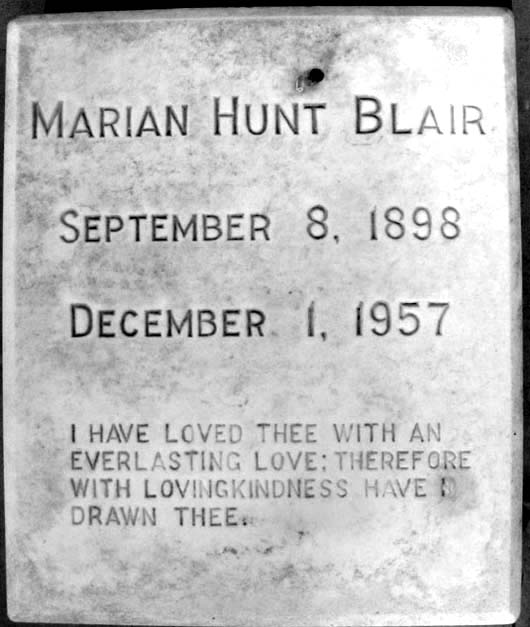 MARIAN HUNT BLAIR
SEPTEMBER 8, 1898
DECEMBER 1, 1957
I HAVE LOVED THEE WITH AN
EVERLASTING LOVE: THEREFORE
WITH LOVINGKINDNESS HAVE I
DRAWN THEE.